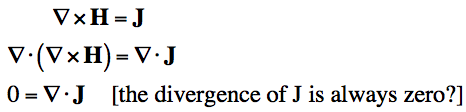 ∇×H = J
∇·(∇×H) = ∇·J
0 = ∇·J [the divergence of J is always zero?]